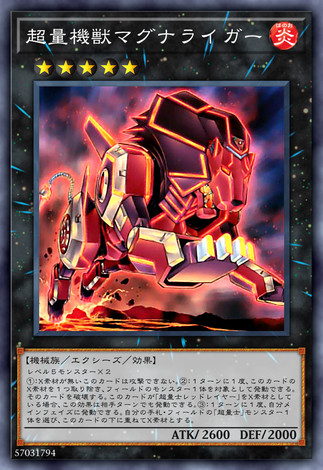 超量機獣マグナライガー 炎
【機械族／エクシーズ／効果】
レベル５モンスター×２
①:X素材が無いこのカードは攻撃できない。②:１ターンに１度、このカードの
X素材を１つ取り除き、フィールドのモンスター１体を対象として発動できる。
そのカードを破壊する。このカードが「超量士レッドレイヤー」をX素材として
いる場合、この効果は相手ターンでも発動できる。③:１ターンに１度、自分メ
インフェイズに発動できる。自分の手札・フィールドの「超量士」モンスター１
体を選び、このカードの下に重ねてX素材とする。
ATK/ 2600 DEF/ 2000
57031794